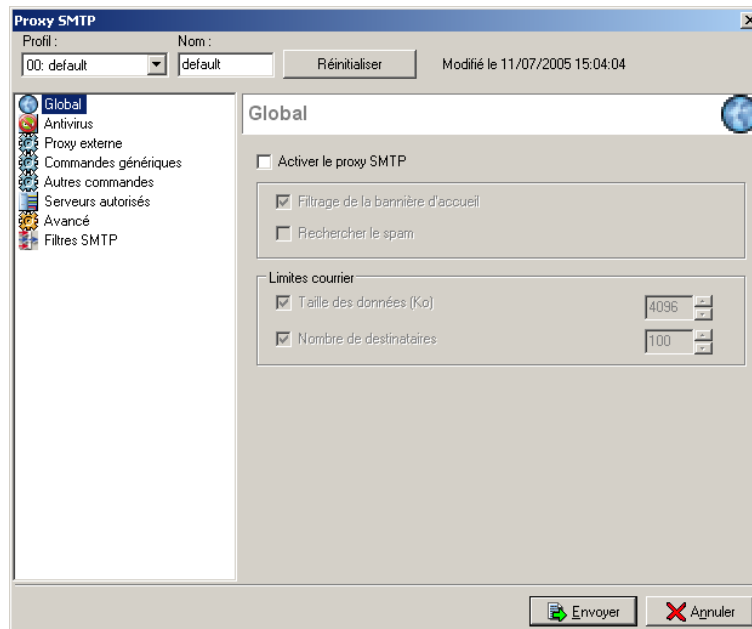 Proxy SMTP
Profil : Nom :
00: default default Réinitialiser Modifié le 11/07/2005 15:04:04
Global
Antivirus
Proxy externe
Commandes génériques
Autres commandes
Serveurs autorisés
Avancé
Filtres SMTP
Global
Activer le proxy SMTP
Filtrage de la bannière d'accueil
Rechercher le spam
Limites courrier
Taille des données (Ko) 4096
Nombre de destinataires 100
Envoyer Annuler